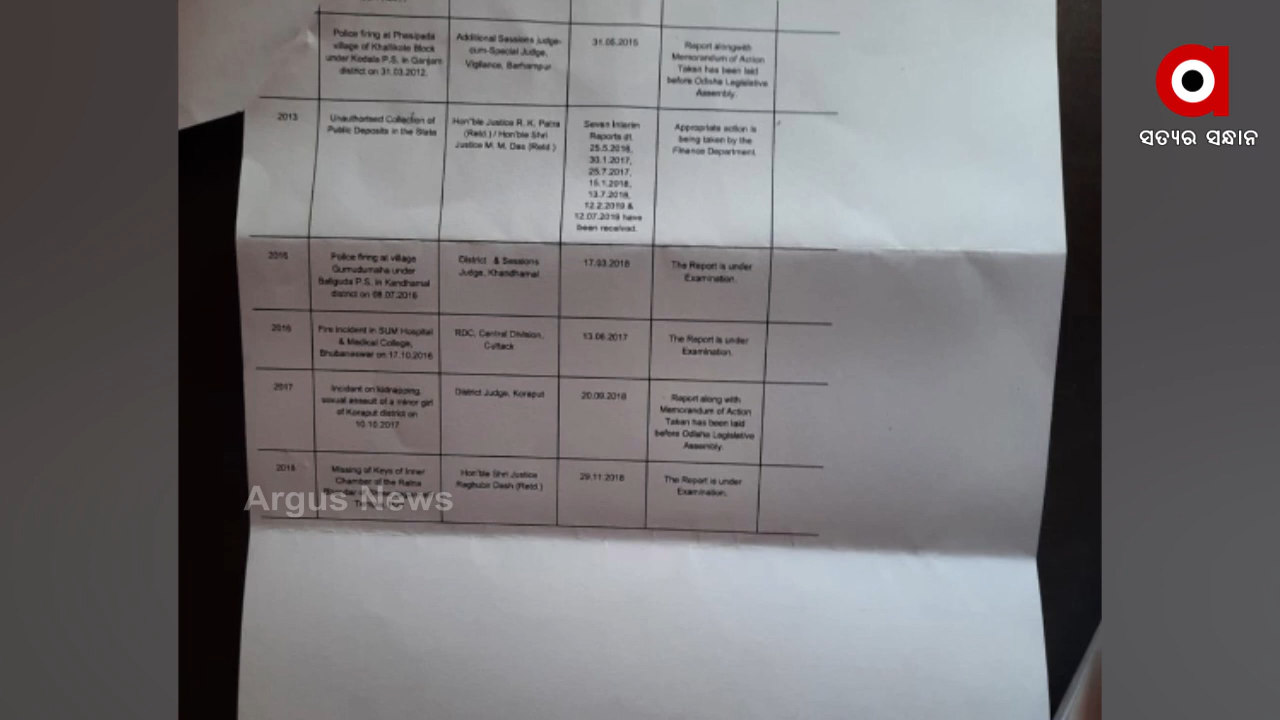 Police firing at Phasipada
village of Khallikote Block
under Kodala P.S. in Ganjam
district on 31.03.2012.
Additional Sessions Judge-
cum-Special Judge,
Vigilance, Berhampur
31.08.2015
Report alongwith
Memorandum of Action
Taken has been laid
before Odisha Legislative
Assembly.
2013
Unauthorised Collection of
Public Deposits in the State
Hon'ble Justice R. K. Patra
(Retd.) / Hon'ble Shri
Justice M. M. Das (Retd.)
Seven Interim
Reports dt.
25.5.2016,
30.1.2017,
25.7.2017,
15.1.2018,
13.7.2018,
12.2.2019 &
12.07.2019 have
been received.
Appropriate action is
being taken by the
Finance Department.
2016
Police firing at village
Gumudumaha under
Baliguda P.S. in Kandhamal
district on 08.07.2016
District & Sessions
Judge, Khandhamal
17.03.2018
The Report is under
Examination.
2016
Fire incident in SUM Hospital
& Medical College,
Bhubaneswar on 17.10.2016
RDC, Central Division,
Cuttack
13.06.2017
The Report is under
Examination.
2017
Incident on kidnapping,
sexual assault of a minor girl
of Koraput district on
10.10.2017
District Judge, Koraput
20.09.2018
Report along with
Memorandum of Action
Taken has been laid
before Odisha Legislative
Assembly.
2018
Missing of Keys of Inner
Chamber of the Ratna
Hon'ble Shri Justice
Raghubir Dash (Retd.)
29.11.2018
The Report is under
Examination.
Argus News
ସତ୍ୟର ସନ୍ଧାନ